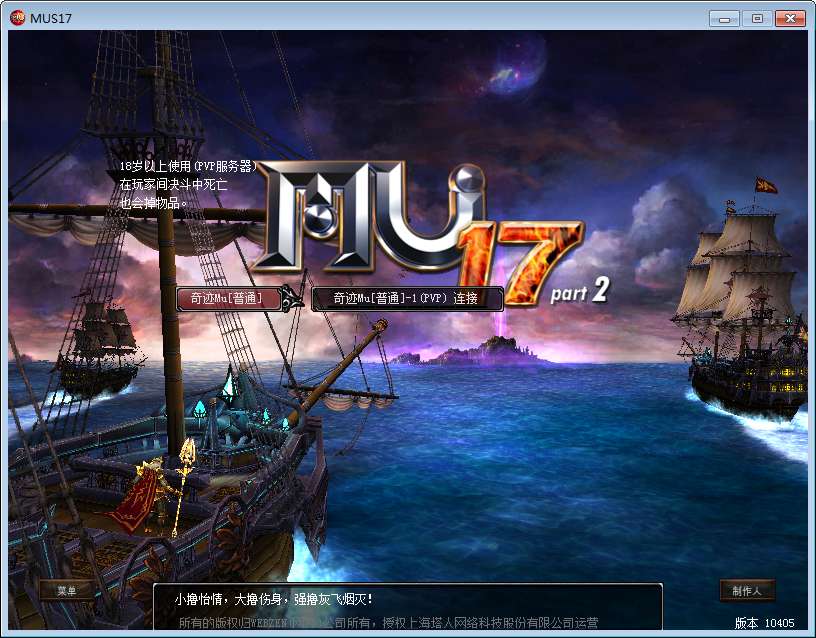 MUS17
18岁以上使用(PVP服务器)
在玩家间决斗中死亡
也会掉物品。
MU
17
part 2
奇迹Mu[普通]
奇迹Mu[普通]-1(PVP) 连接
菜单
制作人
小撸怡情，大撸伤身，强撸灰飞烟灭!
所有的版权归WEBZEN 公司所有，授权上海塔人网络科技股份有限公司运营
版本 10405